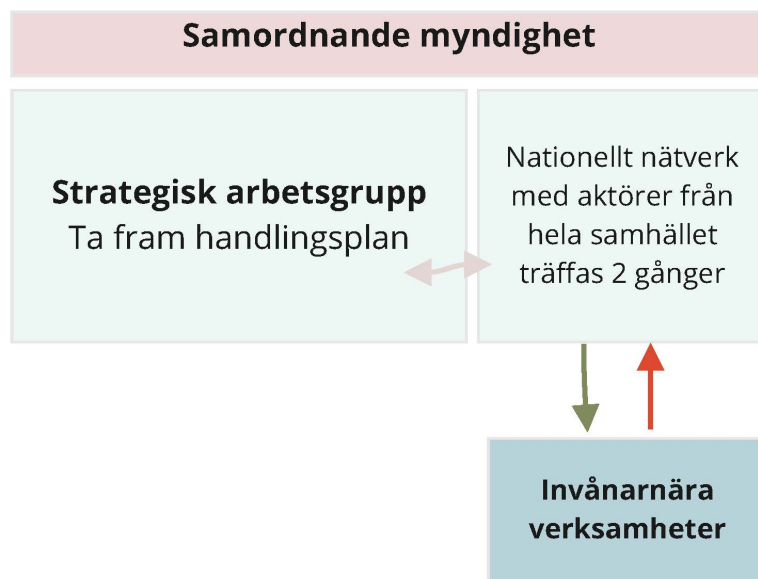 Samordnande myndighet
Strategisk arbetsgrupp
Ta fram handlingsplan
Nationellt nätverk
med aktörer från
hela samhället
träffas 2 gånger
Invånarnära
verksamheter